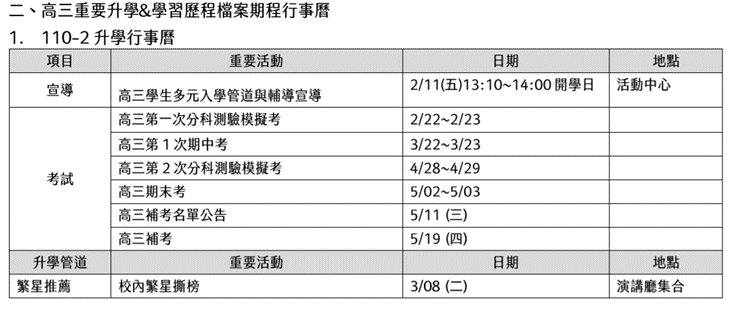 二、高三重要升學&學習歷程檔案期程行事曆
1. 110-2 升學行事曆
項目 重要活動 日期 地點
宣導 高三學生多元入學管道與輔導宣導 2/11(五)13:10~14:00 開學日 活動中心
考試
高三第一次分科測驗模擬考 2/22~2/23
高三第 1 次期中考 3/22~3/23
高三第 2 次分科測驗模擬考 4/28~4/29
高三期末考 5/02~5/03
高三補考名單公告 5/11 (三)
高三補考 5/19 (四)
升學管道 重要活動 日期 地點
繁星推薦 校內繁星撕榜 3/08 (二) 演講廳集合